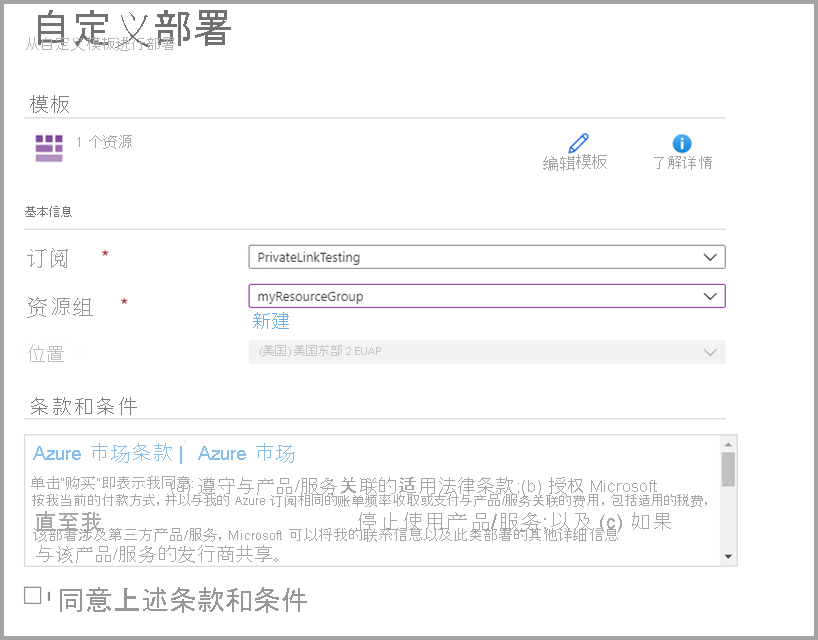 自定义部署
从自定义模板进行部署
模板
1 个资源
编辑模板
了解详情
基本信息
订阅 *
PrivateLinkTesting
资源组 *
myResourceGroup
新建
位置
(美国) 美国东部 2 EUAP
条款和条件
Azure 市场条款 | Azure 市场
单击"购买"即表示我同意: (a) 遵守与产品/服务关联的适用法律条款;(b) 授权 Microsoft
按我当前的付款方式,并以与我的 Azure 订阅相同的账单频率收取或支付与产品/服务关联的费用,包括适用的税费,
直至我 停止使用产品/服务;以及 (c) 如果
该部署涉及第三方产品/服务, Microsoft 可以将我的联系信息以及此类部署的其他详细信息
与该产品/服务的发行商共享。
同意上述条款和条件